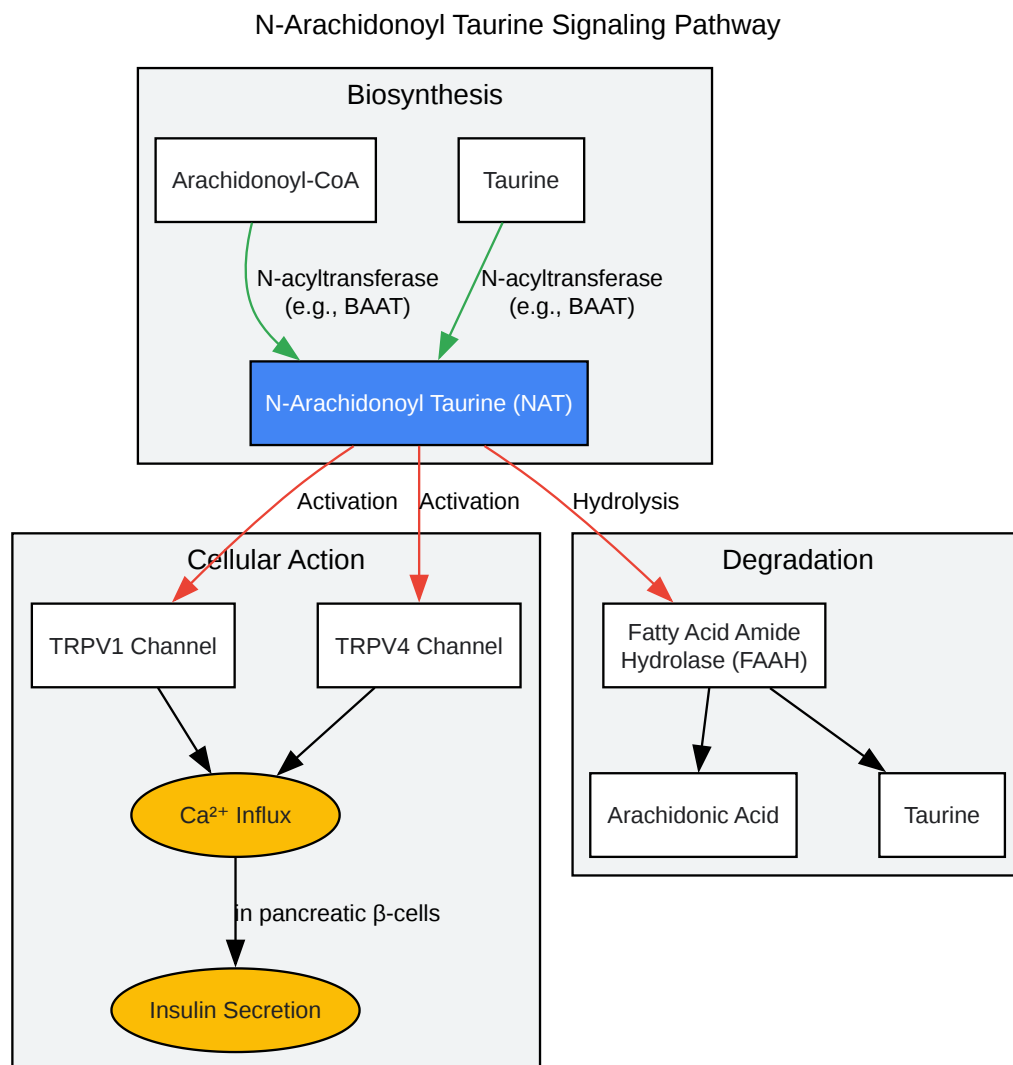 N-Arachidonoyl Taurine Signaling Pathway
Biosynthesis
Arachidonoyl-CoA
Taurine
N-acyltransferase
(e.g., BAAT)
N-acyltransferase
(e.g., BAAT)
N-Arachidonoyl Taurine (NAT)
Activation
Activation
Hydrolysis
Cellular Action
TRPV1 Channel
TRPV4 Channel
Ca²⁺ Influx
in pancreatic β-cells
Insulin Secretion
Degradation
Fatty Acid Amide
Hydrolase (FAAH)
Arachidonic Acid
Taurine